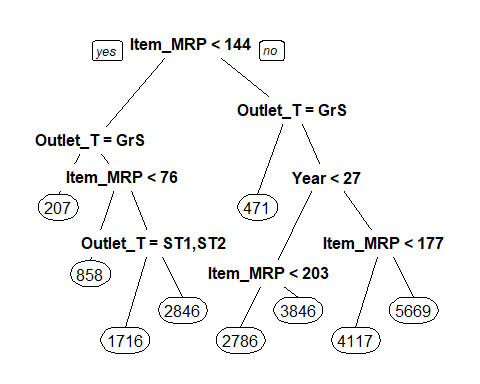 yes Item_MRP < 144 no
Outlet_T = GrS
Outlet_T = GrS
Item_MRP < 76
Year < 27
207
471
Outlet_T = ST1,ST2
Item_MRP < 177
858
Item_MRP < 203
2846
3846
5669
1716
2786
4117